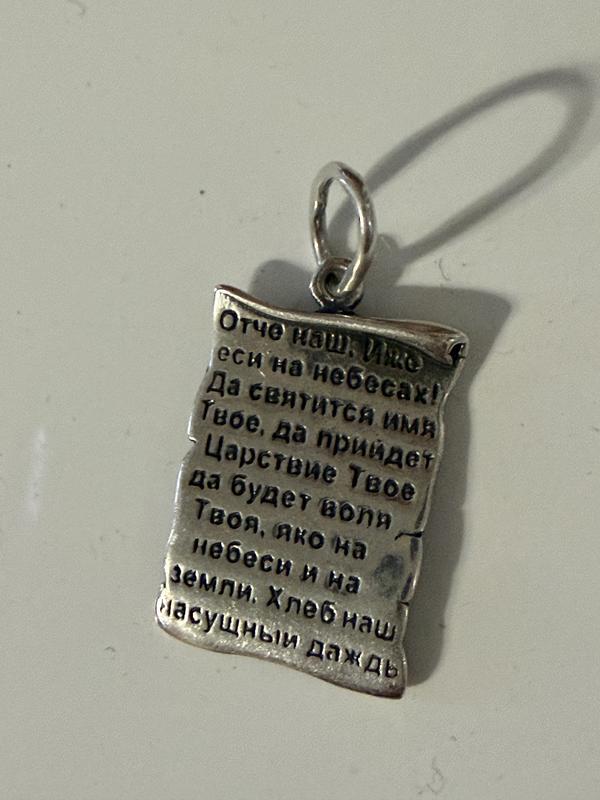 Отче наш, Иже
еси на небесах!
Да святится имя
Твое, да прийдет
Царствие Твое
да будет воля
Твоя, яко на
небеси и на
земли. Хлеб наш
насущныи даждь